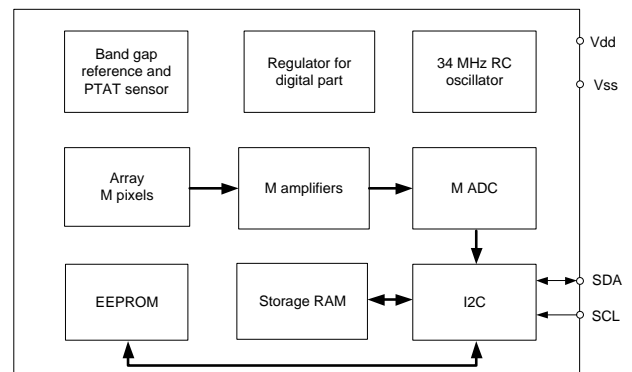 Band gap
reference and
PTAT sensor
Regulator for
digital part
34 MHz RC
oscillator
Vdd
Vss
Array
M pixels
M amplifiers
M ADC
EEPROM
Storage RAM
I2C
SDA
SCL